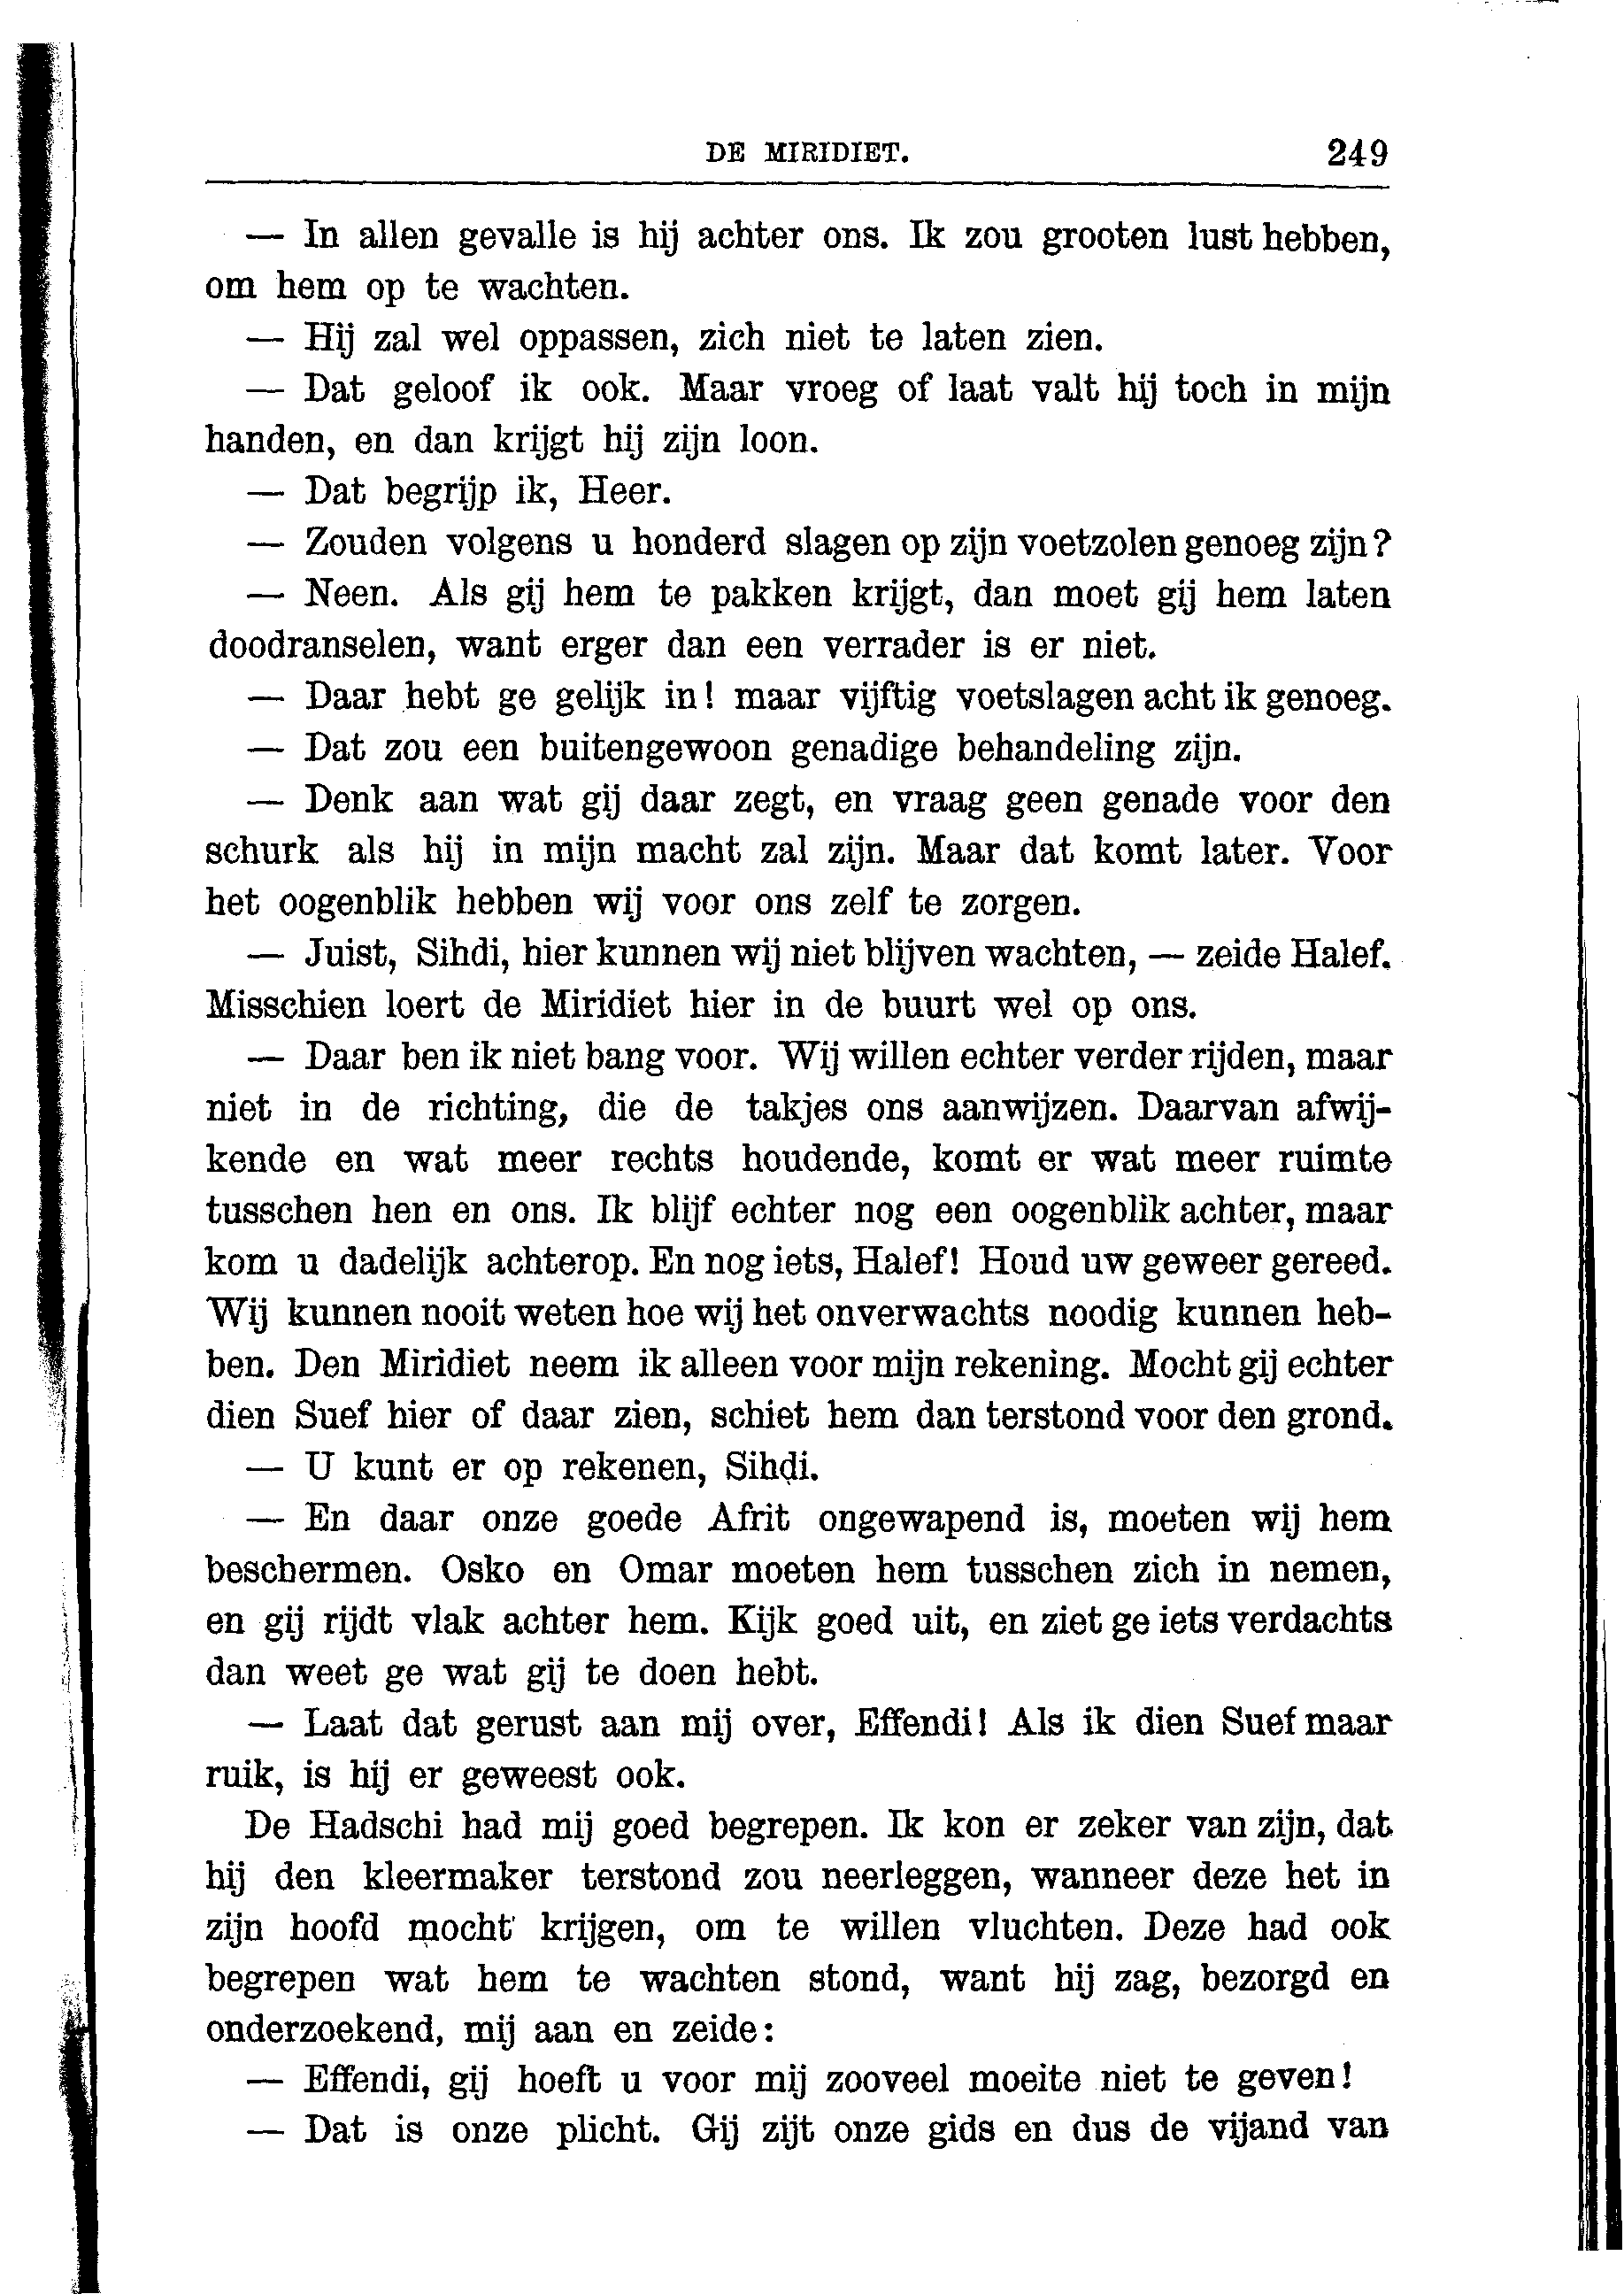 DE MIRIDIET. 249
— In allen gevalle is hij achter ons. Ik zou grooten lust hebben,
om hem op te wachten.
— Hij zal wel oppassen, zich niet te laten zien.
— Dat geloof ik ook. Maar vroeg of laat valt hij toch in mijn
handen, en dan krijgt hij zijn loon.
— Dat begrijp ik, Heer.
— Zouden volgens u honderd slagen op zijn voetzolen genoeg zijn?
— Neen. Als gij hem te pakken krijgt, dan moet gij hem laten
doodranselen, want erger dan een verrader is er niet.
— Daar hebt ge gelijk in! maar vijftig voetslagen acht ik genoeg.
— Dat zou een buitengewoon genadige behandeling zijn.
— Denk aan wat gij daar zegt, en vraag geen genade voor den
schurk als hij in mijn macht zal zijn. Maar dat komt later. Voor
het oogenblik hebben wij voor ons zelf te zorgen.
— Juist, Sihdi, hier kunnen wij niet blijven wachten, — zeide Halef.
Misschien loert de Miridiet hier in de buurt wel op ons.
— Daar ben ik niet bang voor. Wij willen echter verder rijden, maar
niet in de richting, die de takjes ons aanwijzen. Daarvan afwij-
kende en wat meer rechts houdende, komt er wat meer ruimte
tusschen hen en ons. Ik blijf echter nog een oogenblik achter, maar
kom u dadelijk achterop. En nog iets, Halef! Houd uw geweer gereed.
Wij kunnen nooit weten hoe wij het onverwachts noodig kunnen heb-
ben. Den Miridiet neem ik alleen voor mijn rekening. Mocht gij echter
dien Suef hier of daar zien, schiet hem dan terstond voor den grond.
— U kunt er op rekenen, Sihdi.
— En daar onze goede Afrit ongewapend is, moeten wij hem
beschermen. Osko en Omar moeten hem tusschen zich in nemen,
en gij rijdt vlak achter hem. Kijk goed uit, en ziet ge iets verdachts
dan weet ge wat gij te doen hebt.
— Laat dat gerust aan mij over, Effendi! Als ik dien Suef maar
ruik, is hij er geweest ook.
De Hadschi had mij goed begrepen. Ik kon er zeker van zijn, dat
hij den kleermaker terstond zou neerleggen, wanneer deze het in
zijn hoofd mocht krijgen, om te willen vluchten. Deze had ook
begrepen wat hem te wachten stond, want hij zag, bezorgd en
onderzoekend, mij aan en zeide:
— Effendi, gij hoeft u voor mij zooveel moeite niet te geven!
— Dat is onze plicht. Gij zijt onze gids en dus de vijand van